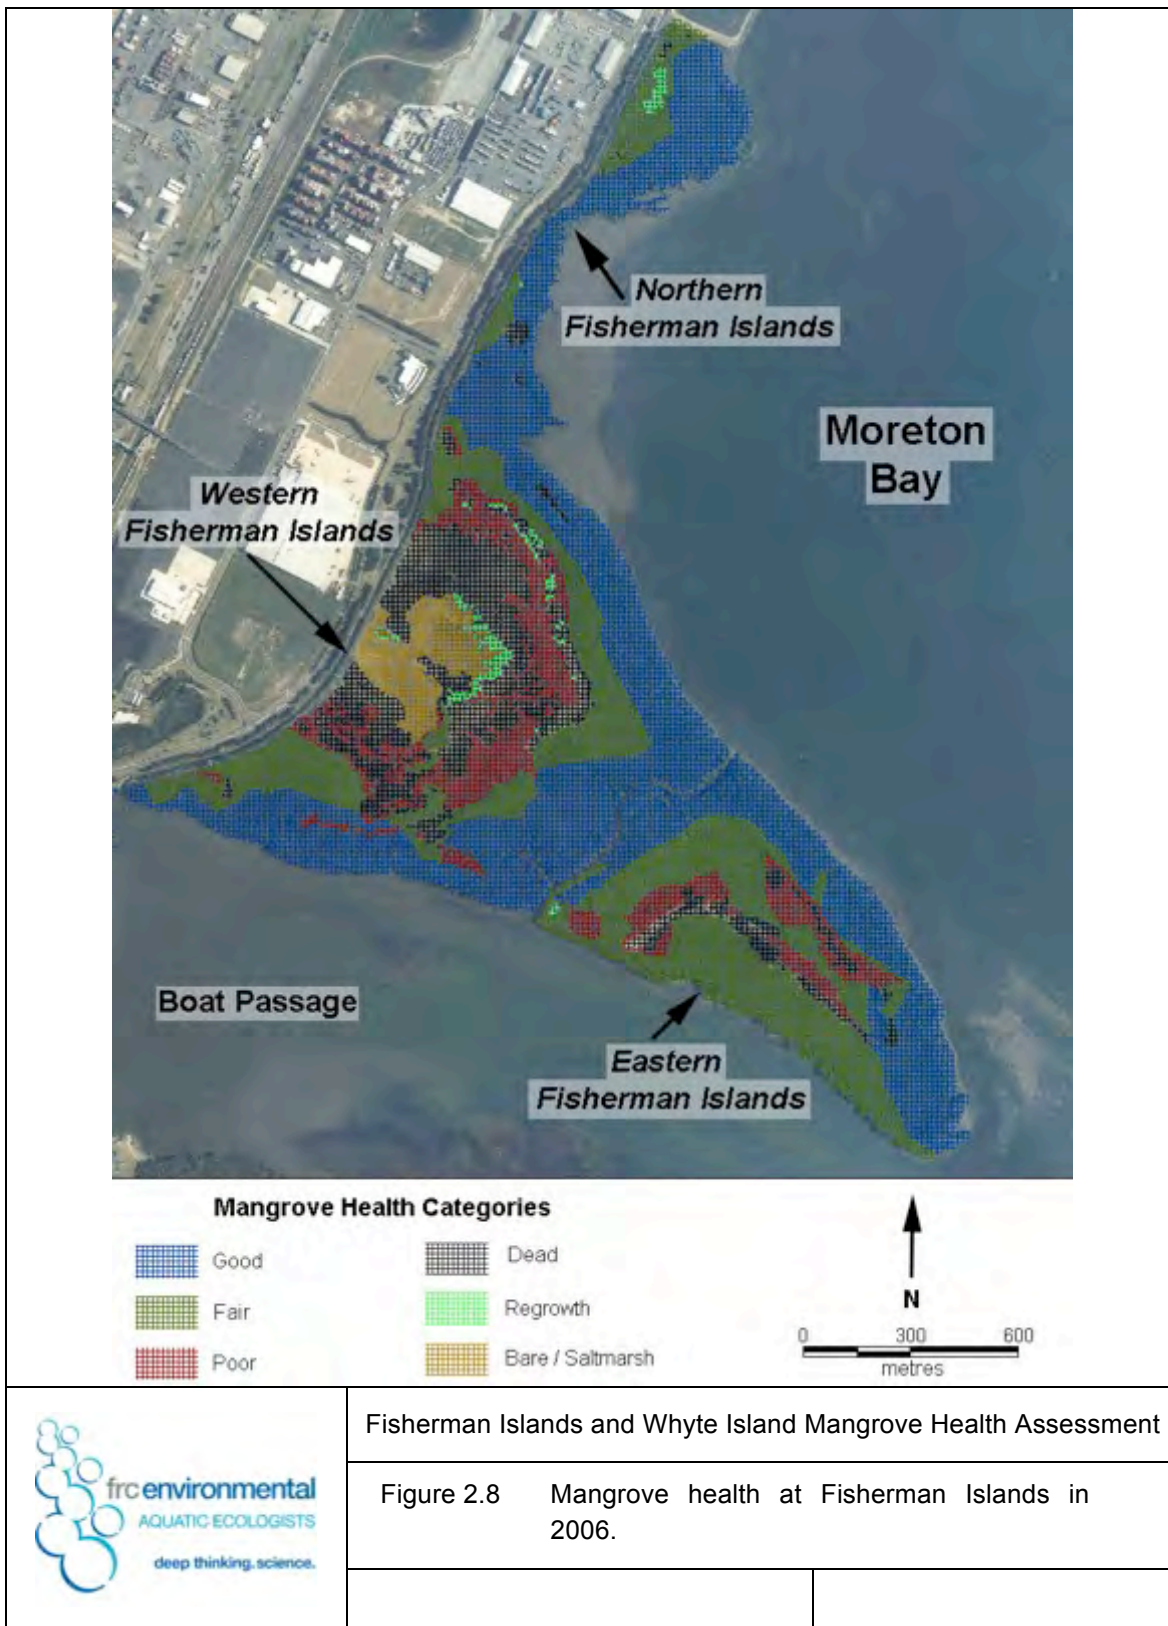 Northern
Fisherman Islands
Moreton
Bay
Western
Fisherman Islands
Boat Passage
Eastern
Fisherman Islands
Mangrove Health Categories
Good
Fair
Poor
Dead
Regrowth
Bare / Saltmarsh
N
0 300 600
metres
frcenvironmental
AQUATIC ECOLOGISTS
deep thinking. science.
Fisherman Islands and Whyte Island Mangrove Health Assessment
Figure 2.8 Mangrove health at Fisherman Islands in
2006.